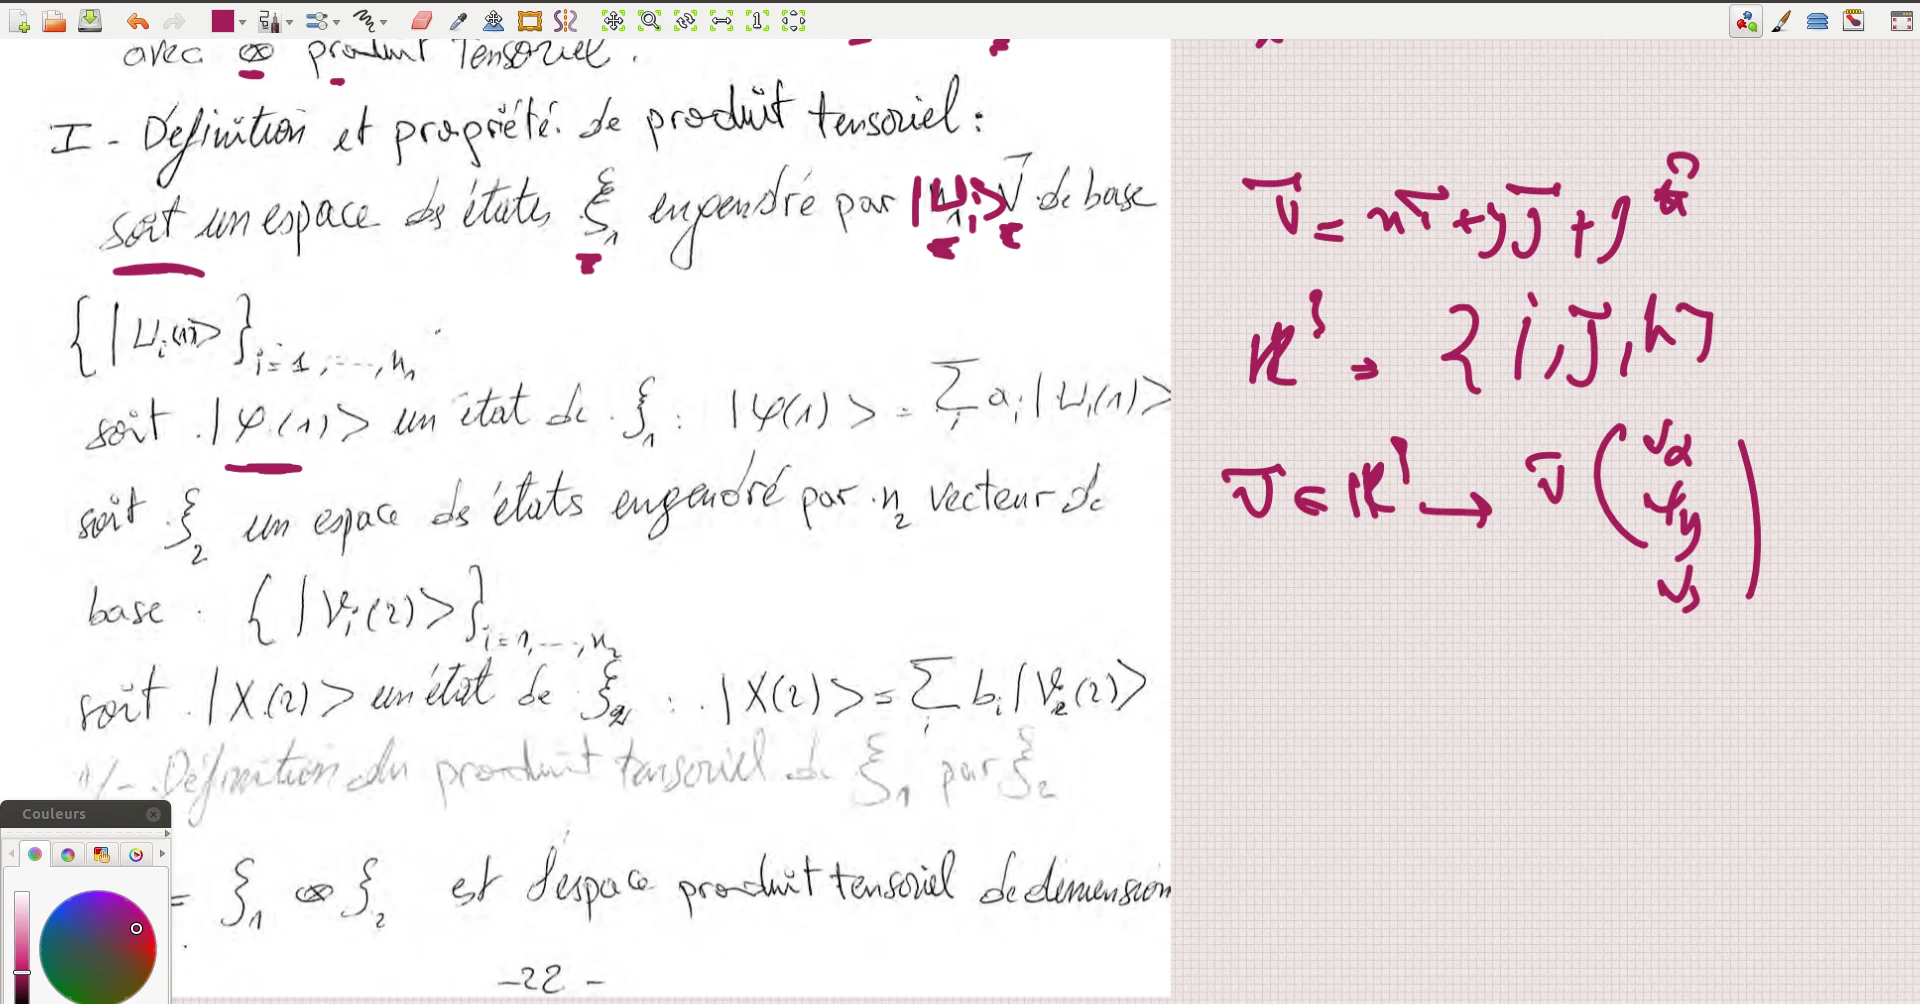 avec ⊗ produit tensoriel.
I - Définition et propriété de produit tensoriel :
soit un espace des états ξ₁ engendré par de base
{|Uᵢ(1)>}ᵢ₌₁,...,ₙ₁
soit |φ(1)> un état de ξ₁ : |φ(1)> = Σᵢ aᵢ|Uᵢ(1)>
soit ξ₂ un espace des états engendré par n₂ vecteur de
base : {|Vᵢ(2)>}ᵢ₌₁,...,ₙ₂
soit |X(2)> un état de ξ₂ : |X(2)> = Σᵢ bᵢ|Vᵢ(2)>
1/- Définition du produit tensoriel de ξ₁ par ξ₂
= ξ₁ ⊗ ξ₂ est l'espace produit tensoriel de dimension
-22-
V = xi + yj + z
ℝ³ → {i, j, k}
V ∈ ℝ³ → V
Couleurs